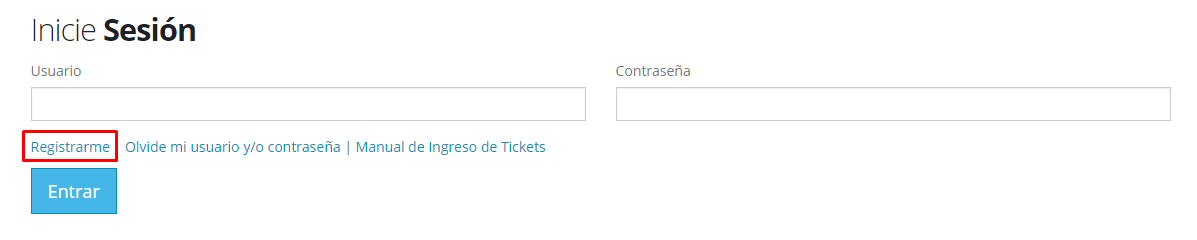 Inicie Sesión
Usuario Contraseña
Registrarme Olvide mi usuario y/o contraseña | Manual de Ingreso de Tickets
Entrar